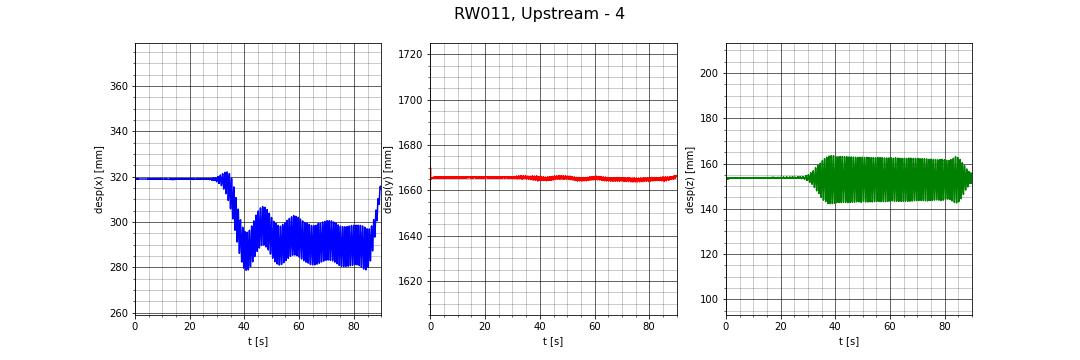 RW011, Upstream - 4
desp(x) [mm]
360
340
320
300
280
260
0 20 40 60 80
t [s]
desp(y) [mm]
1720
1700
1680
1660
1640
1620
0 20 40 60 80
t [s]
desp(z) [mm]
200
180
160
140
120
100
0 20 40 60 80
t [s]